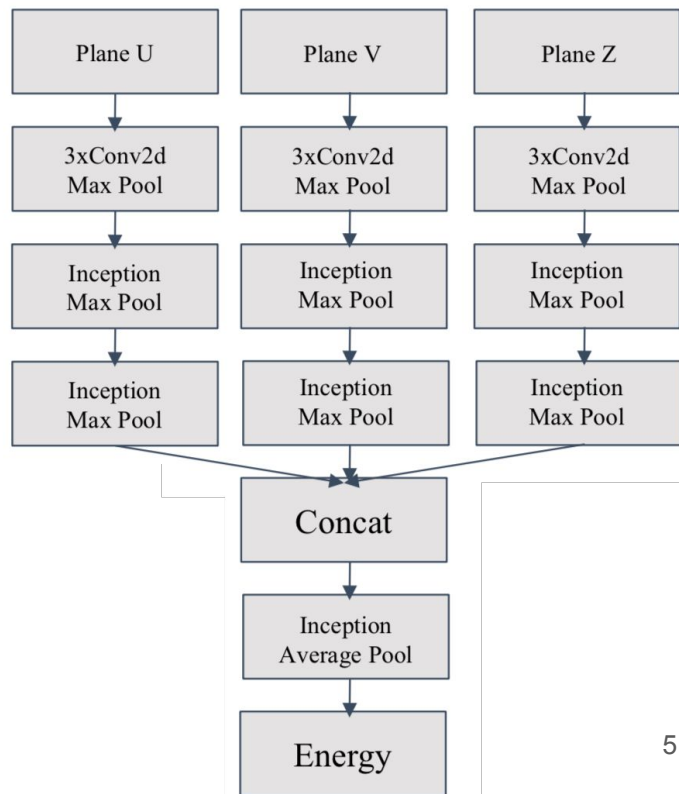 Plane U
Plane V
Plane Z
3xConv2d
Max Pool
3xConv2d
Max Pool
3xConv2d
Max Pool
Inception
Max Pool
Inception
Max Pool
Inception
Max Pool
Inception
Max Pool
Inception
Max Pool
Inception
Max Pool
Concat
Inception
Average Pool
Energy
5